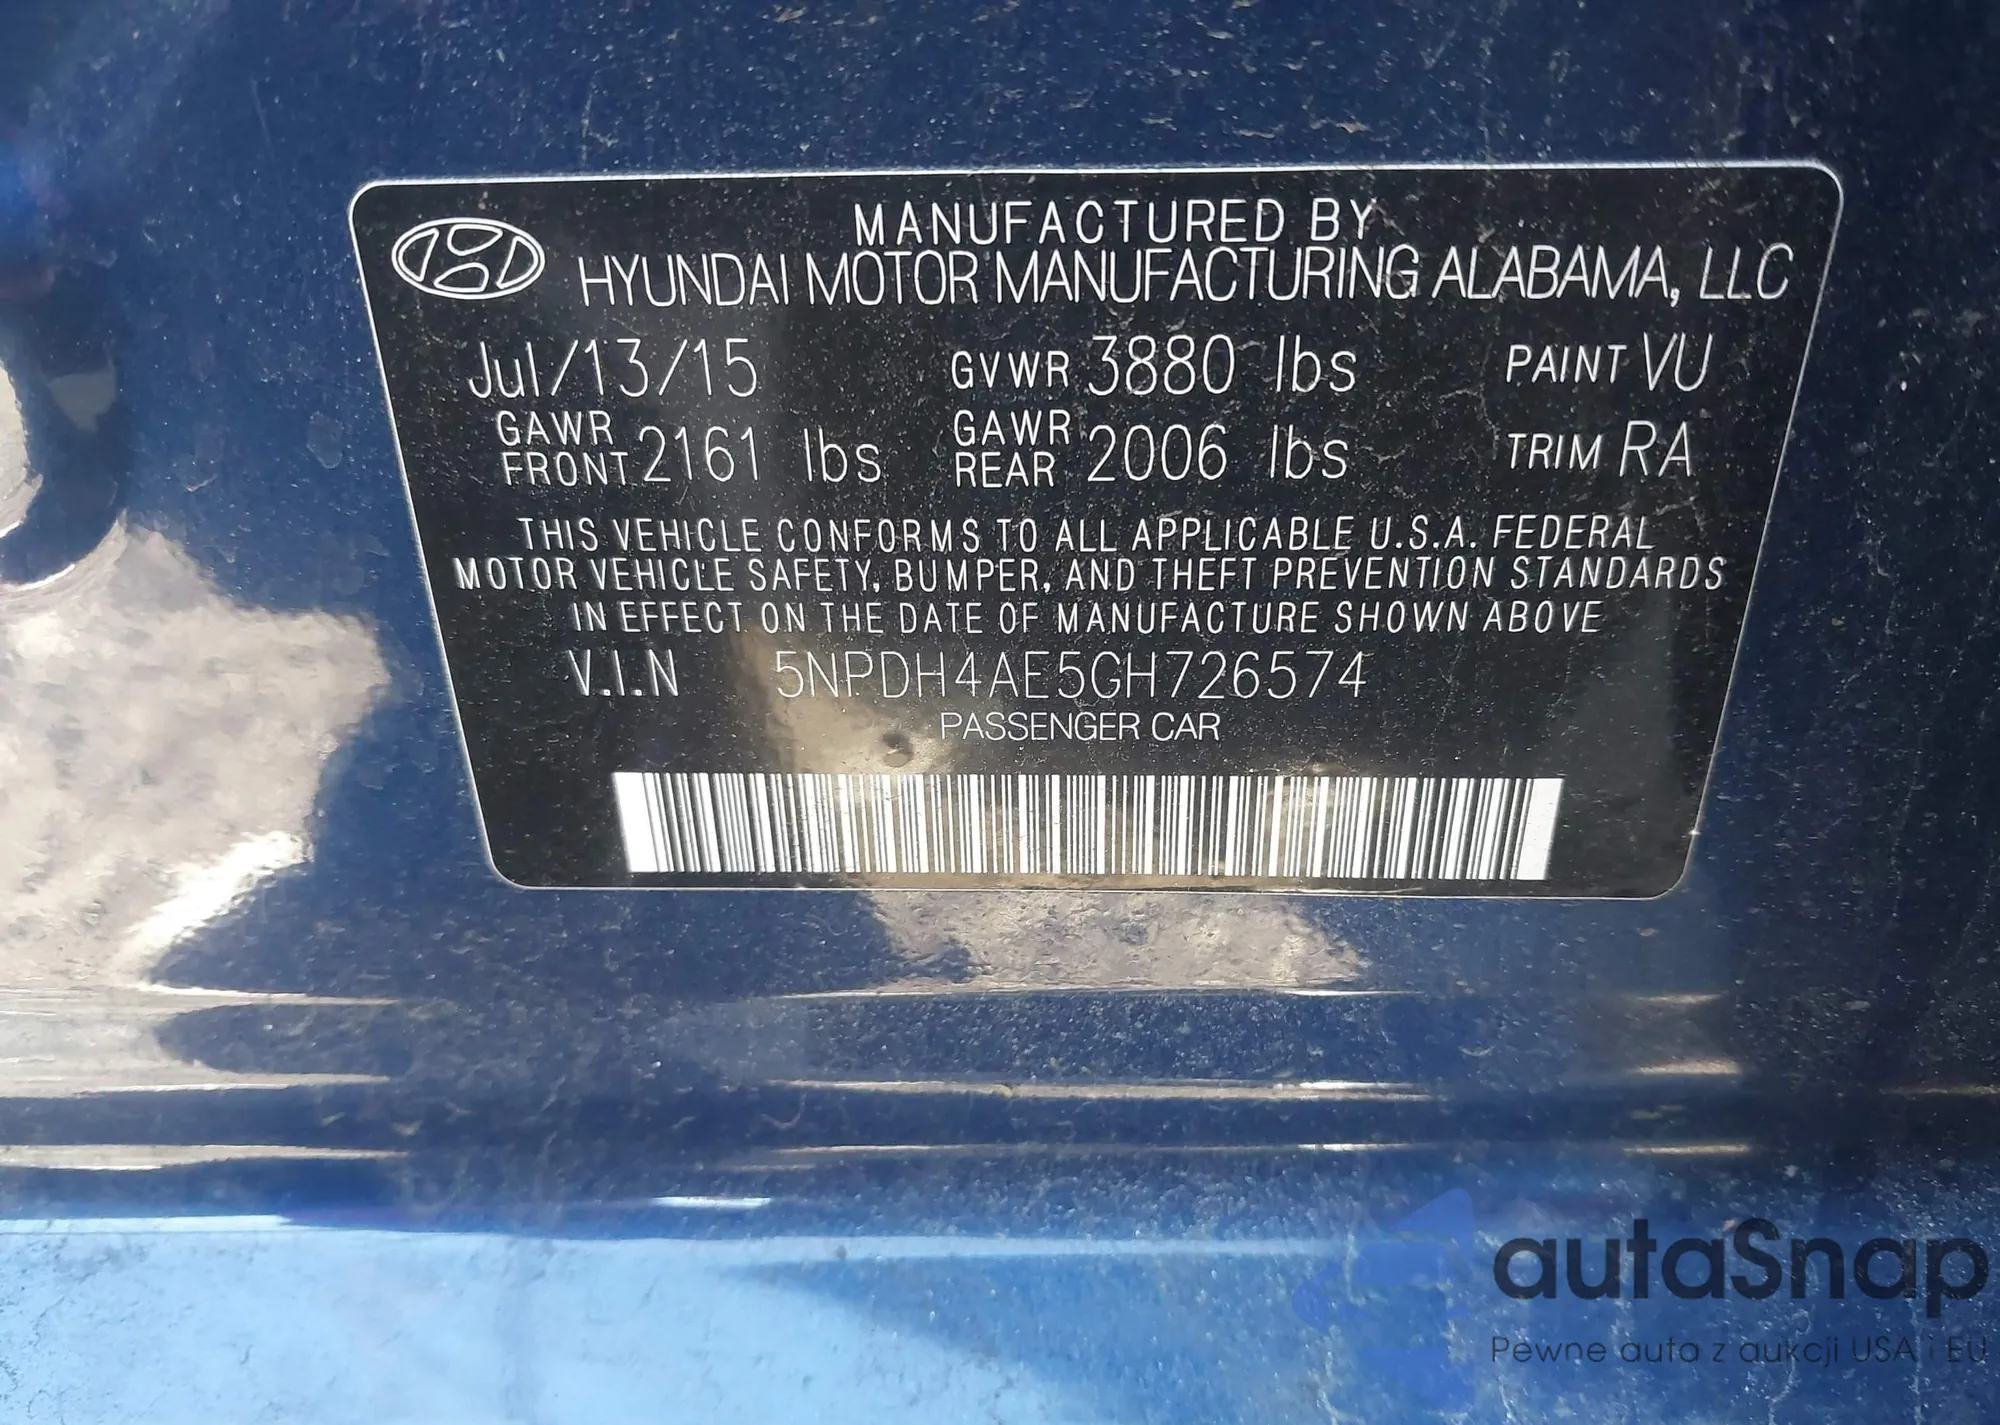 MANUFACTURED BY
HYUNDAI MOTOR MANUFACTURING ALABAMA, LLC
Jul/13/15 GVWR 3880 lbs PAINT VU
GAWR FRONT 2161 lbs GAWR REAR 2006 lbs TRIM RA
THIS VEHICLE CONFORMS TO ALL APPLICABLE U.S.A. FEDERAL
MOTOR VEHICLE SAFETY, BUMPER, AND THEFT PREVENTION STANDARDS
IN EFFECT ON THE DATE OF MANUFACTURE SHOWN ABOVE
V.I.N 5NPDH4AE5GH726574
PASSENGER CAR
autaSnap
Pewne auta z aukcji USA i EU